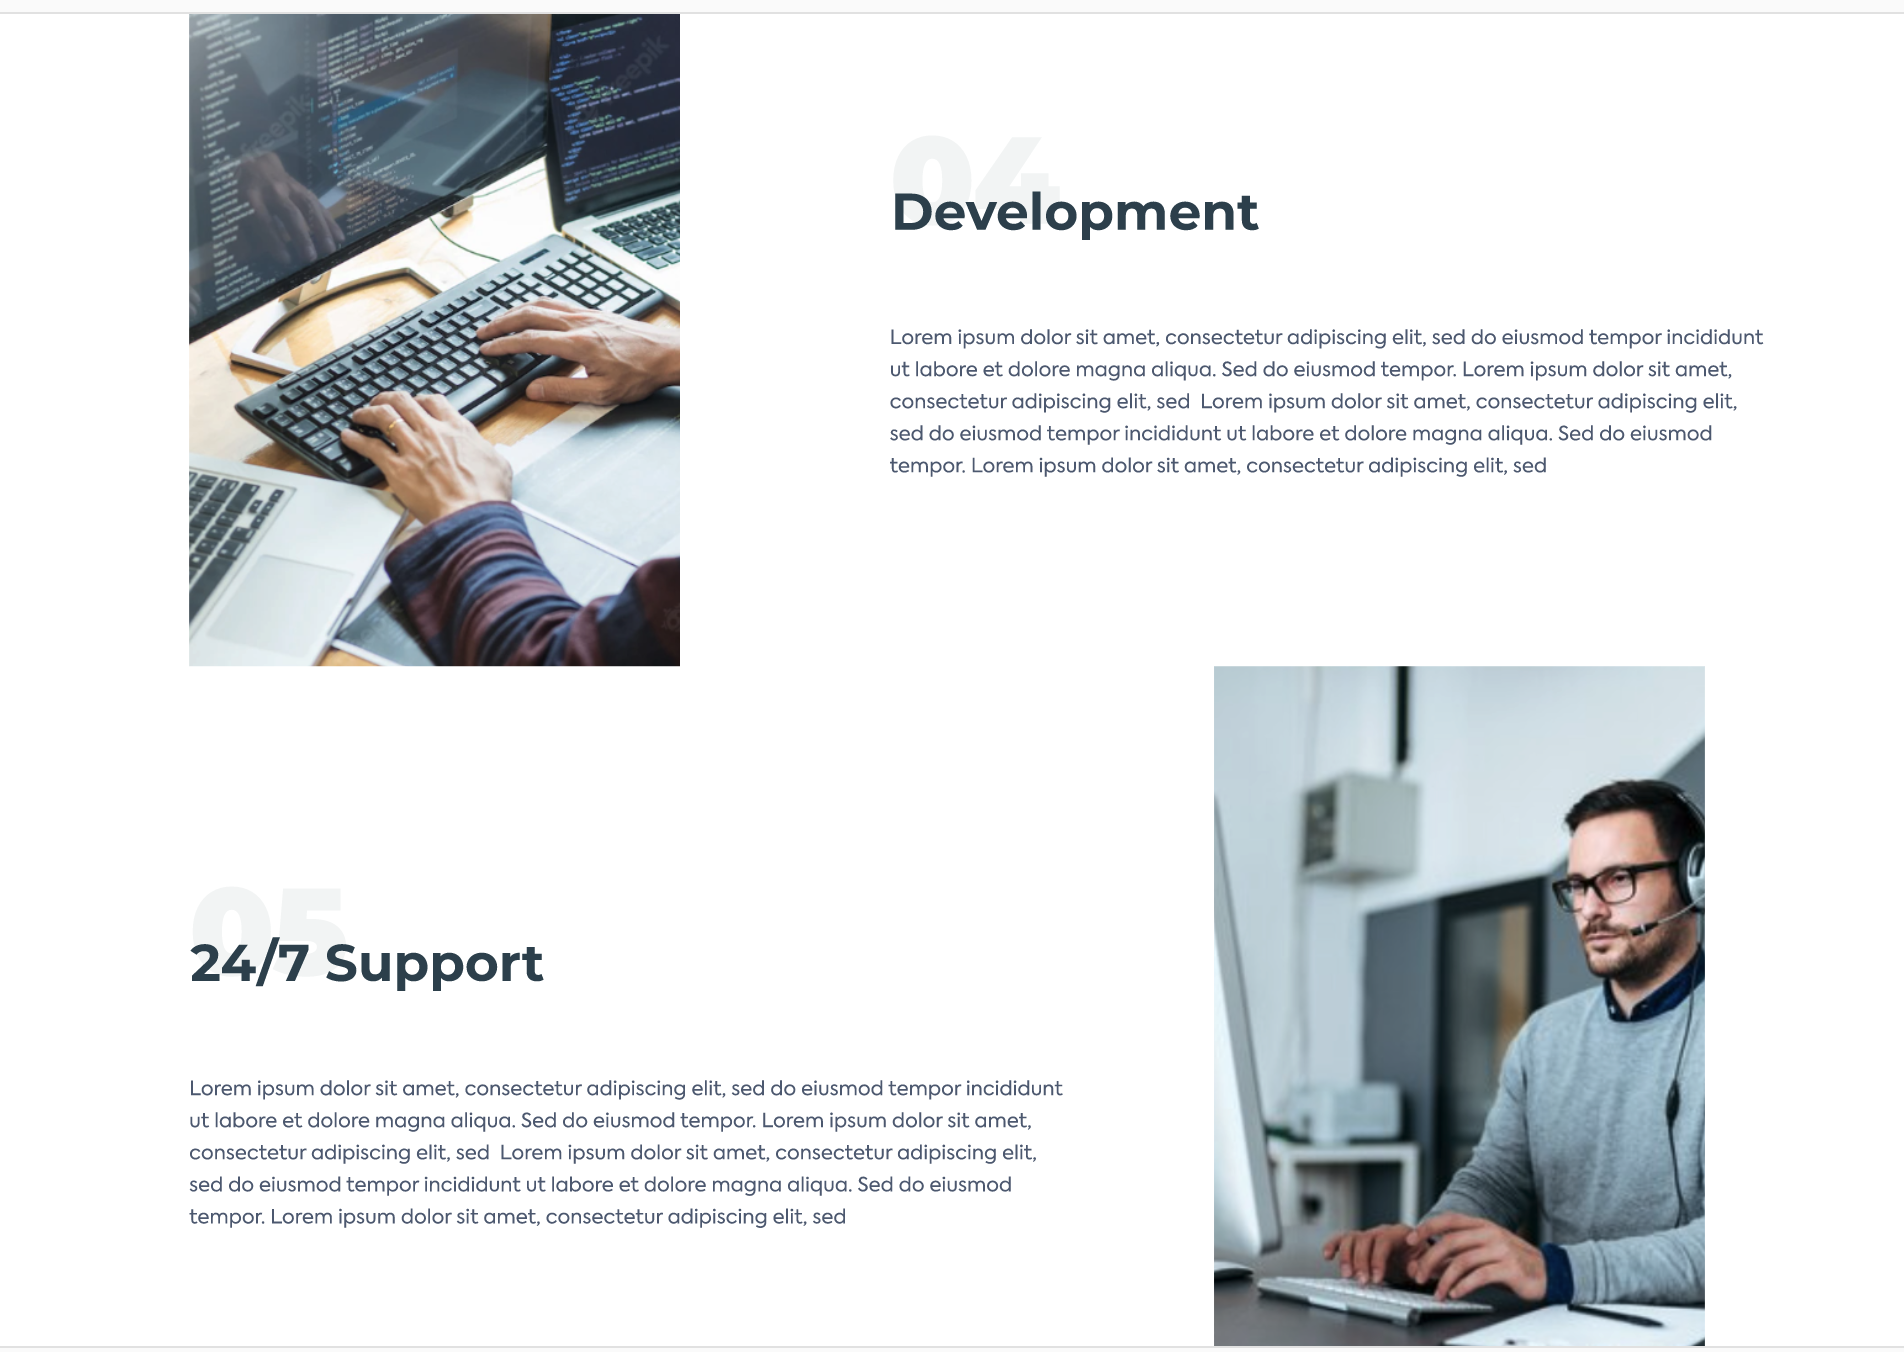 04
Development
Lorem ipsum dolor sit amet, consectetur adipiscing elit, sed do eiusmod tempor incididunt
ut labore et dolore magna aliqua. Sed do eiusmod tempor. Lorem ipsum dolor sit amet,
consectetur adipiscing elit, sed  Lorem ipsum dolor sit amet, consectetur adipiscing elit,
sed do eiusmod tempor incididunt ut labore et dolore magna aliqua. Sed do eiusmod
tempor. Lorem ipsum dolor sit amet, consectetur adipiscing elit, sed
05
24/7 Support
Lorem ipsum dolor sit amet, consectetur adipiscing elit, sed do eiusmod tempor incididunt
ut labore et dolore magna aliqua. Sed do eiusmod tempor. Lorem ipsum dolor sit amet,
consectetur adipiscing elit, sed  Lorem ipsum dolor sit amet, consectetur adipiscing elit,
sed do eiusmod tempor incididunt ut labore et dolore magna aliqua. Sed do eiusmod
tempor. Lorem ipsum dolor sit amet, consectetur adipiscing elit, sed
freepik